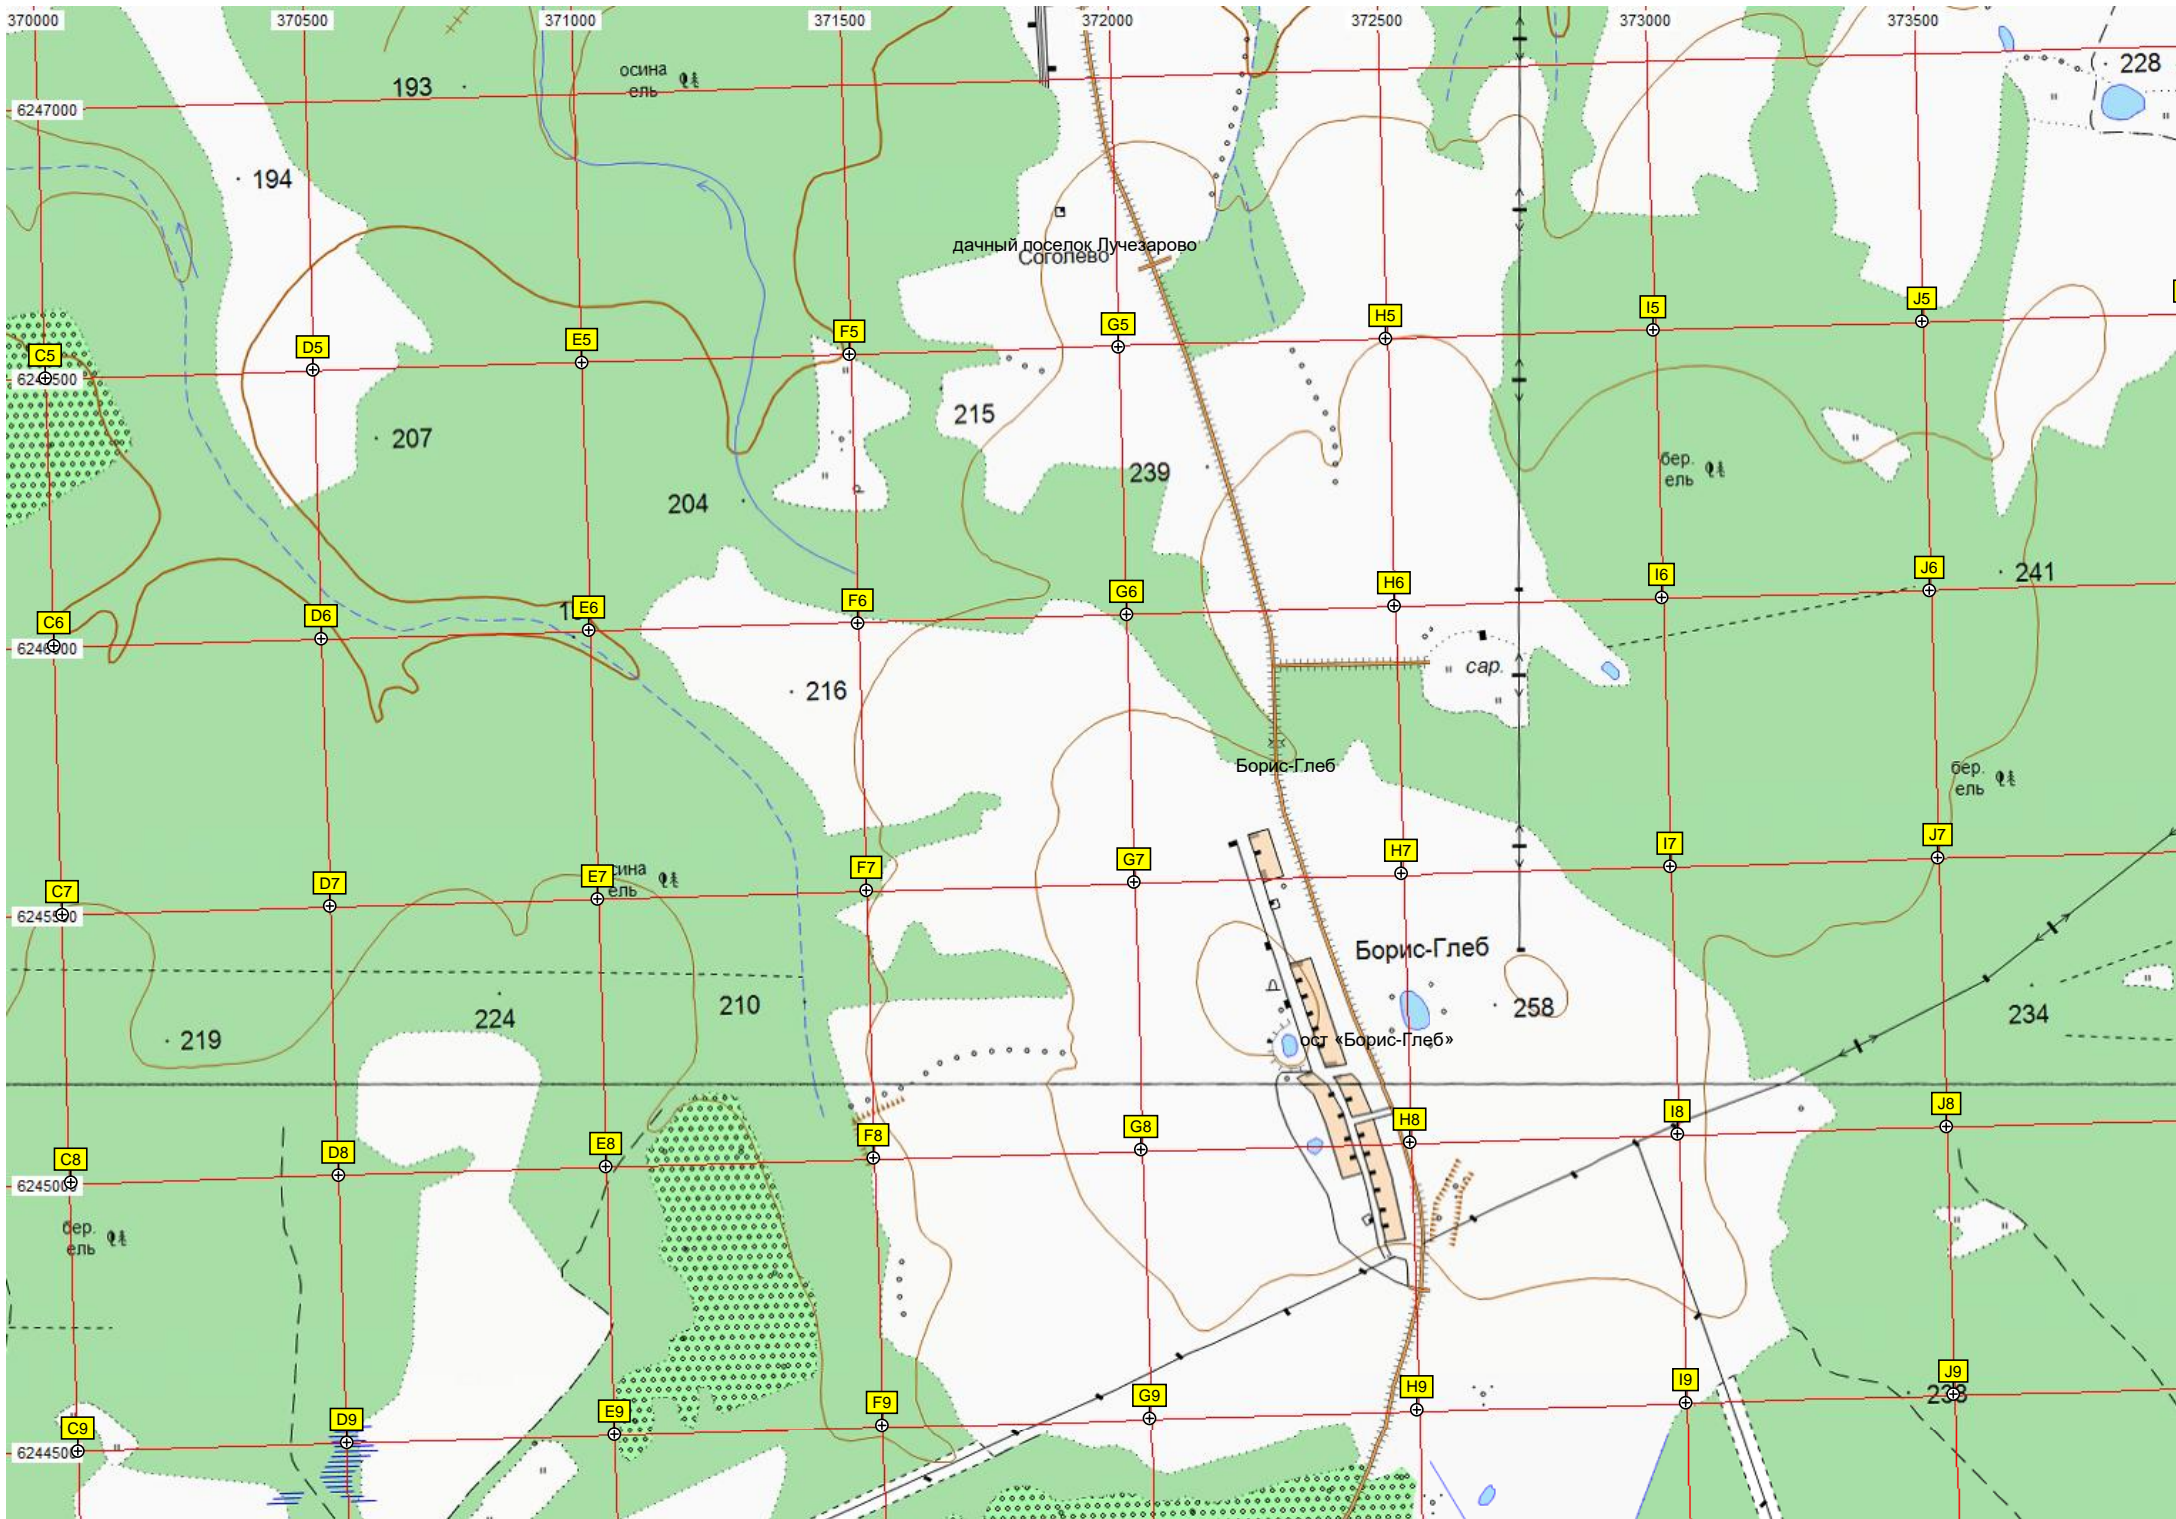 370000 370500 371000 371500 372000 372500 373000 373500
228
осина
ель
193
6247000
194
дачный поселок Лучезарово
Соголево
J5
I5
H5
G5
F5
E5
D5
C5
215
207
бер.
ель
239
204
J6
241
I6
H6
G6
F6
E6
D6
C6
сар.
216
Борис-Глеб
бер.
ель
J7
I7
H7
G7
F7
E7
ель
D7
C7
Борис-Глеб
210
258
234
224
219
ост «Борис-Глеб»
J8
I8
H8
G8
F8
E8
D8
C8
6245000
бер.
ель
J9
238
I9
H9
G9
F9
E9
D9
C9
6244500